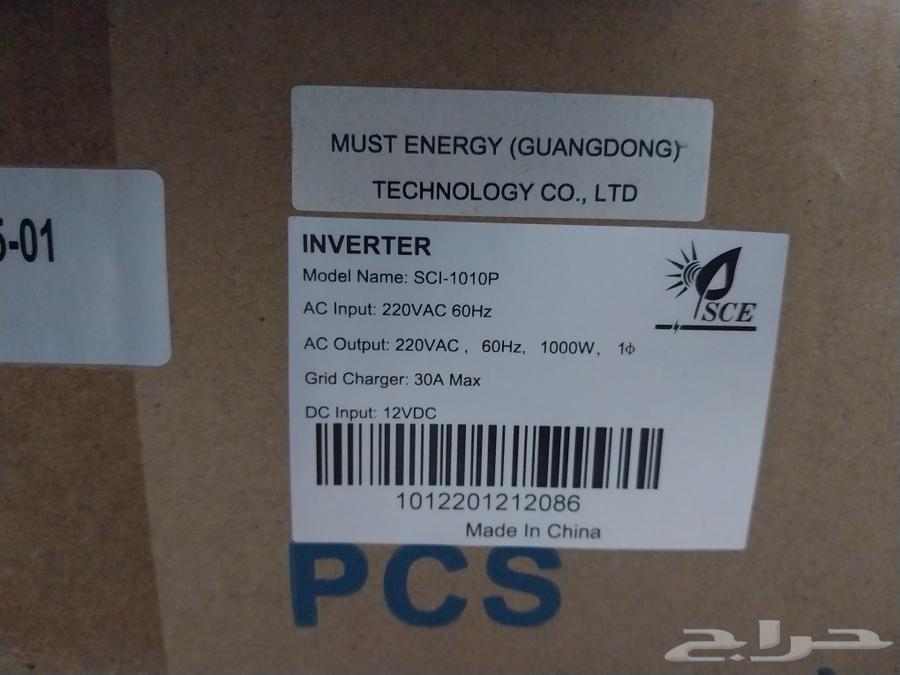 MUST ENERGY (GUANGDONG)
TECHNOLOGY CO., LTD
5-01
INVERTER
Model Name: SCI-1010P
SCE
AC Input: 220VAC 60Hz
AC Output: 220VAC , 60Hz, 1000W, 1ϕ
Grid Charger: 30A Max
DC Input: 12VDC
1012201212086
Made In China
PCS
حراج